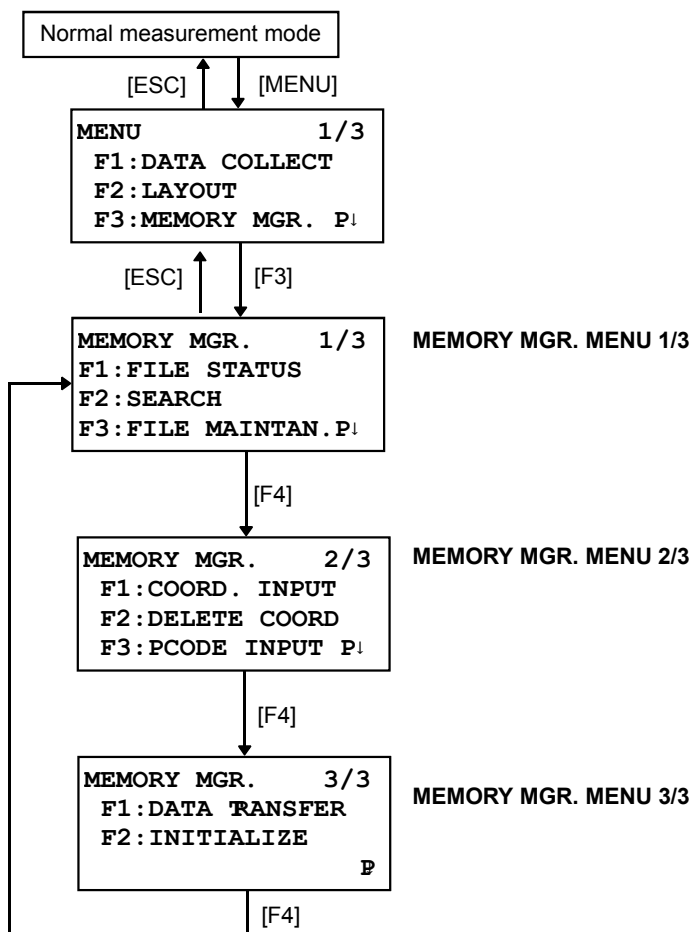 Normal measurement mode
[ESC] [MENU]
MENU 1/3
F1:DATA COLLECT
F2:LAYOUT
F3:MEMORY MGR. P↓
[ESC] [F3]
MEMORY MGR. 1/3 MEMORY MGR. MENU 1/3
F1:FILE STATUS
F2:SEARCH
F3:FILE MAINTAN.P↓
[F4]
MEMORY MGR. 2/3 MEMORY MGR. MENU 2/3
F1:COORD. INPUT
F2:DELETE COORD
F3:PCODE INPUT P↓
[F4]
MEMORY MGR. 3/3
MEMORY MGR. MENU 3/3
F1:DATA TRANSFER
F2:INITIALIZE
[F4]